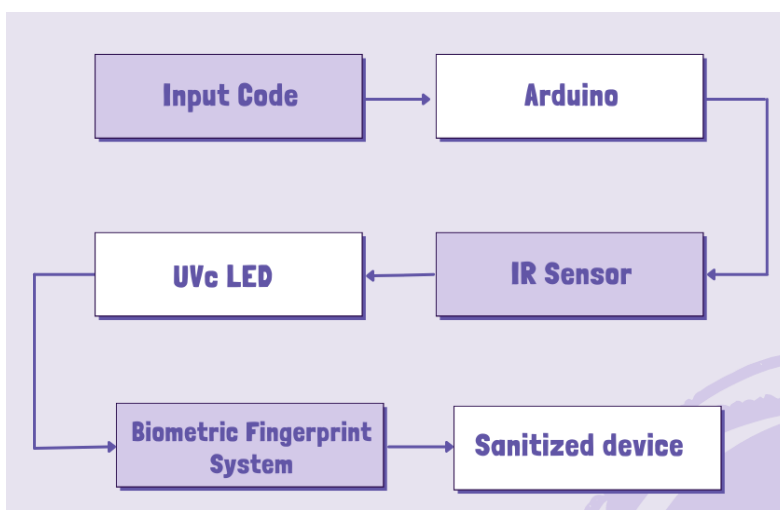 Input Code
Arduino
UVc LED
IR Sensor
Biometric Fingerprint
System
Sanitized device